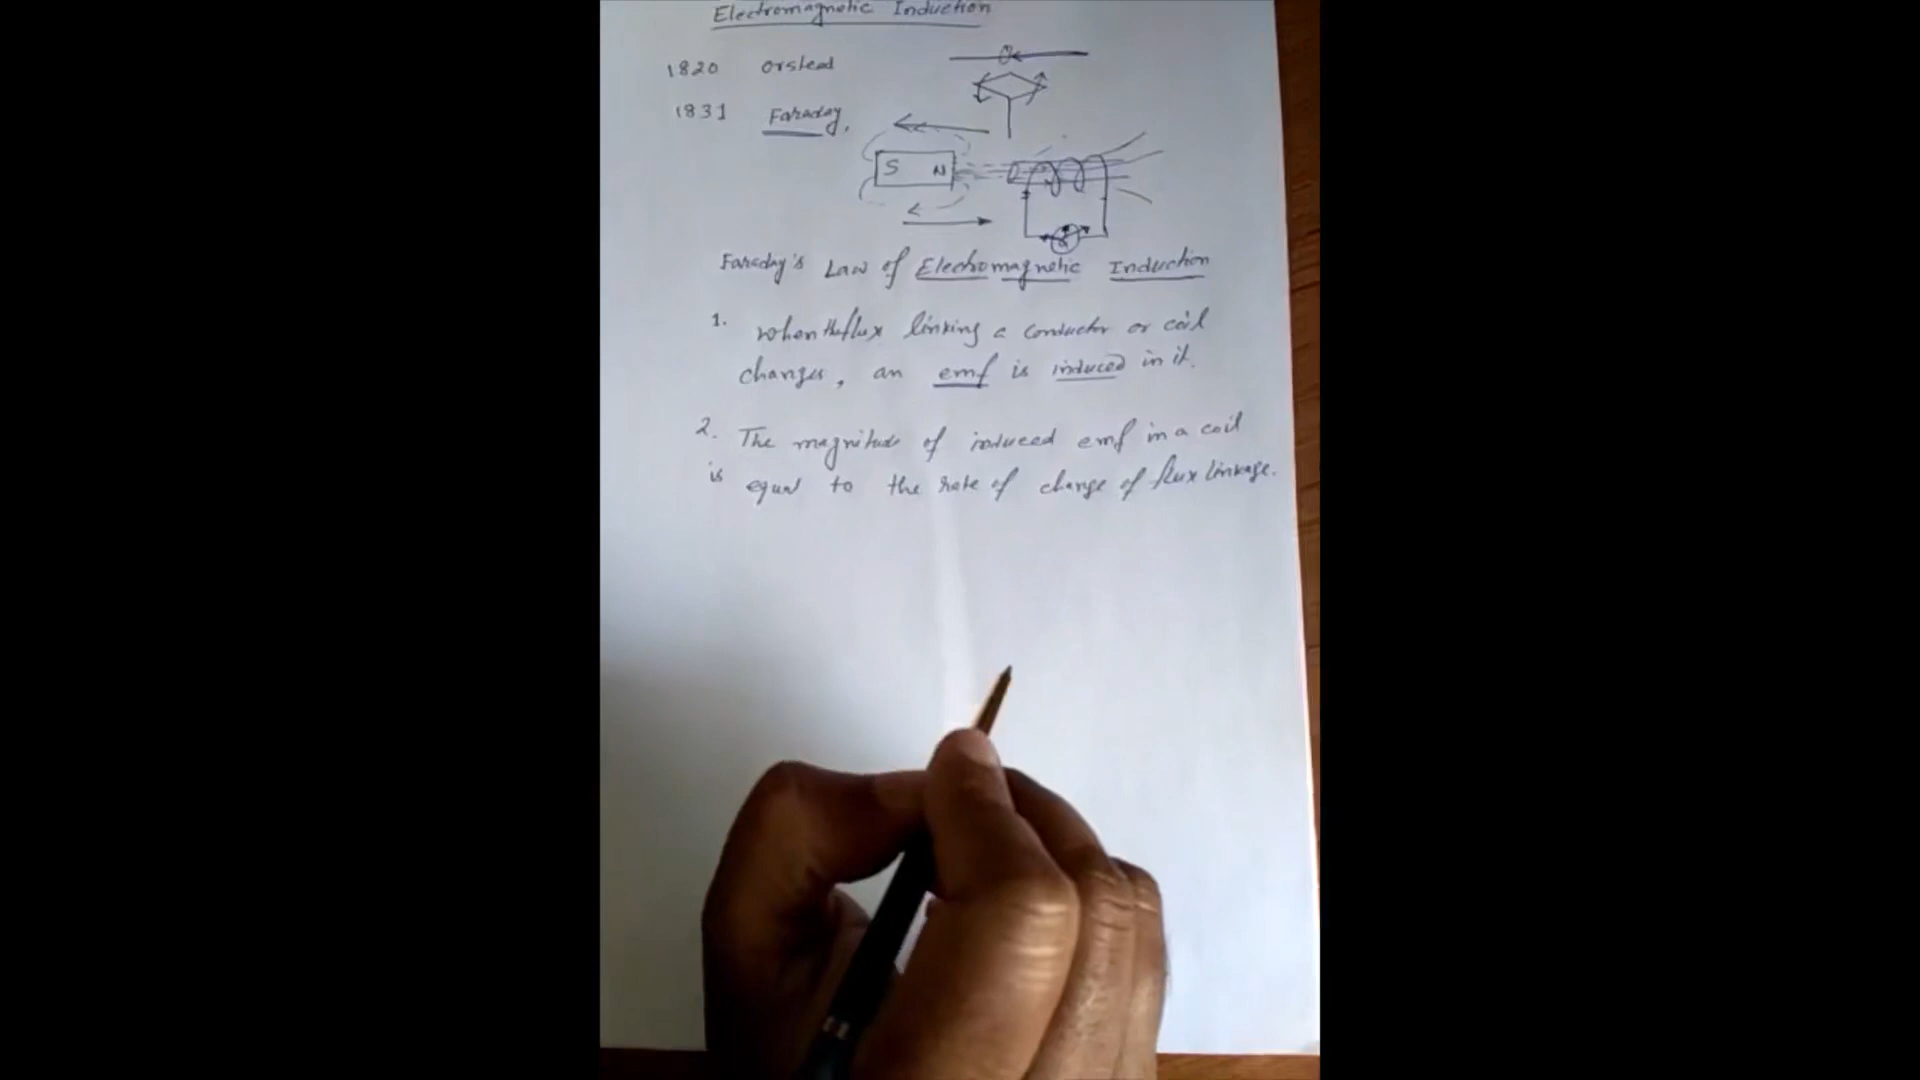 Electromagnetic Induction
1820 Orstead
1831 Faraday,
S N
Faraday's Law of Electromagnetic Induction
1. when the flux linking a conductor or coil
changes, an emf is induced in it.
2. The magnitude of induced emf in a coil
is equal to the rate of change of flux linkage.